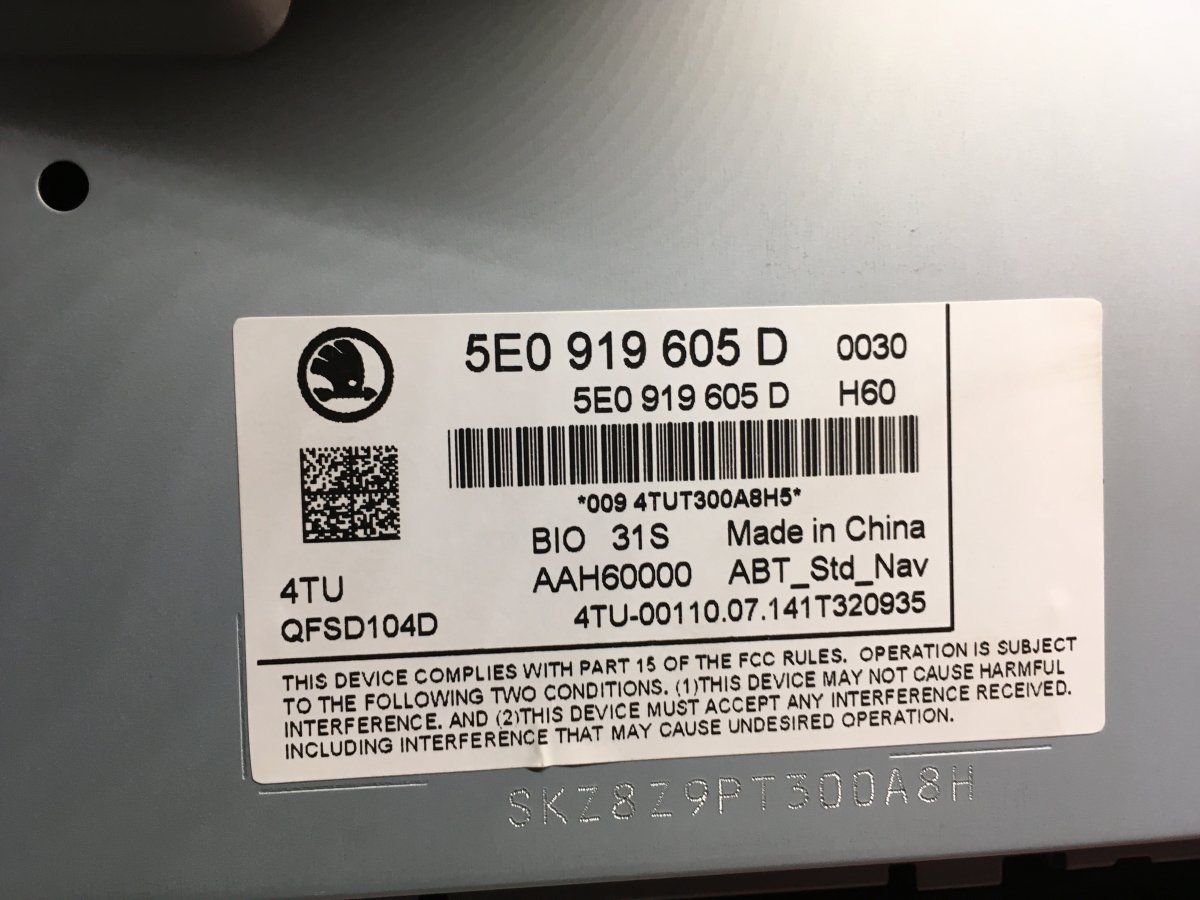 5E0 919 605 D 0030
5E0 919 605 D H60
*009 4TUT300A8H5*
BIO 31S Made in China
AAH60000 ABT_Std_Nav
4TU
QFSD104D
4TU-00110.07.141T320935
THIS DEVICE COMPLIES WITH PART 15 OF THE FCC RULES. OPERATION IS SUBJECT
TO THE FOLLOWING TWO CONDITIONS. (1)THIS DEVICE MAY NOT CAUSE HARMFUL
INTERFERENCE. AND (2)THIS DEVICE MUST ACCEPT ANY INTERFERENCE RECEIVED.
INCLUDING INTERFERENCE THAT MAY CAUSE UNDESIRED OPERATION.
SKZ8Z9PT300A8H